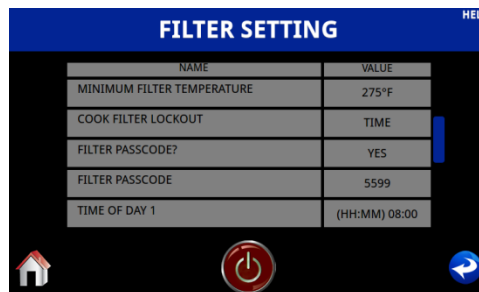 HEL
FILTER SETTING
NAME VALUE
MINIMUM FILTER TEMPERATURE 275°F
COOK FILTER LOCKOUT TIME
FILTER PASSCODE? YES
FILTER PASSCODE 5599
TIME OF DAY 1 (HH:MM) 08:00